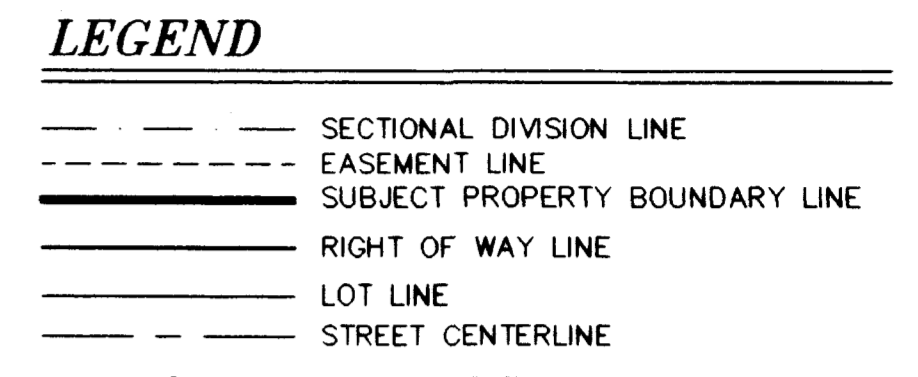 LEGEND
SECTIONAL DIVISION LINE
EASEMENT LINE
SUBJECT PROPERTY BOUNDARY LINE
RIGHT OF WAY LINE
LOT LINE
STREET CENTERLINE